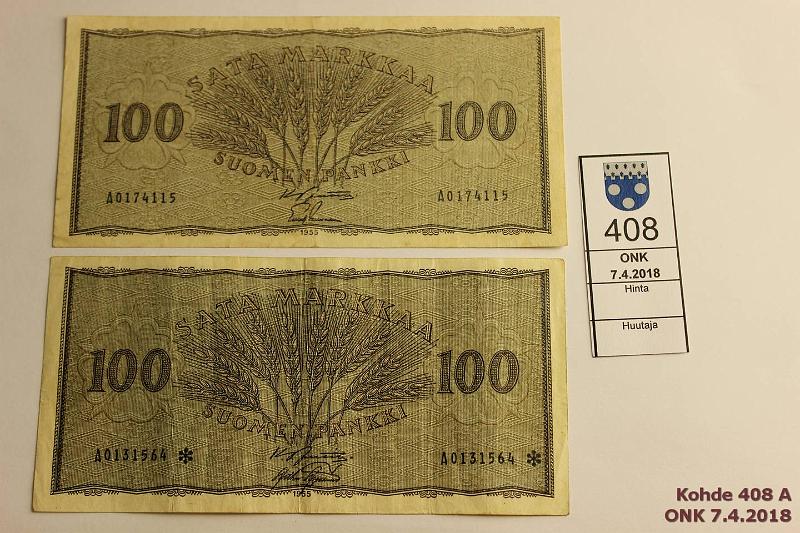 SATA MARKKAA
100 100
SUOMEN PANKKI
A0174115 A0174115
1955
SATA MARKKAA
100 100
SUOMEN PANKKI
A0131564 * A0131564 *
1955
408
ONK
7.4.2018
Hinta
Huutaja
Kohde 408 A
ONK 7.4.2018